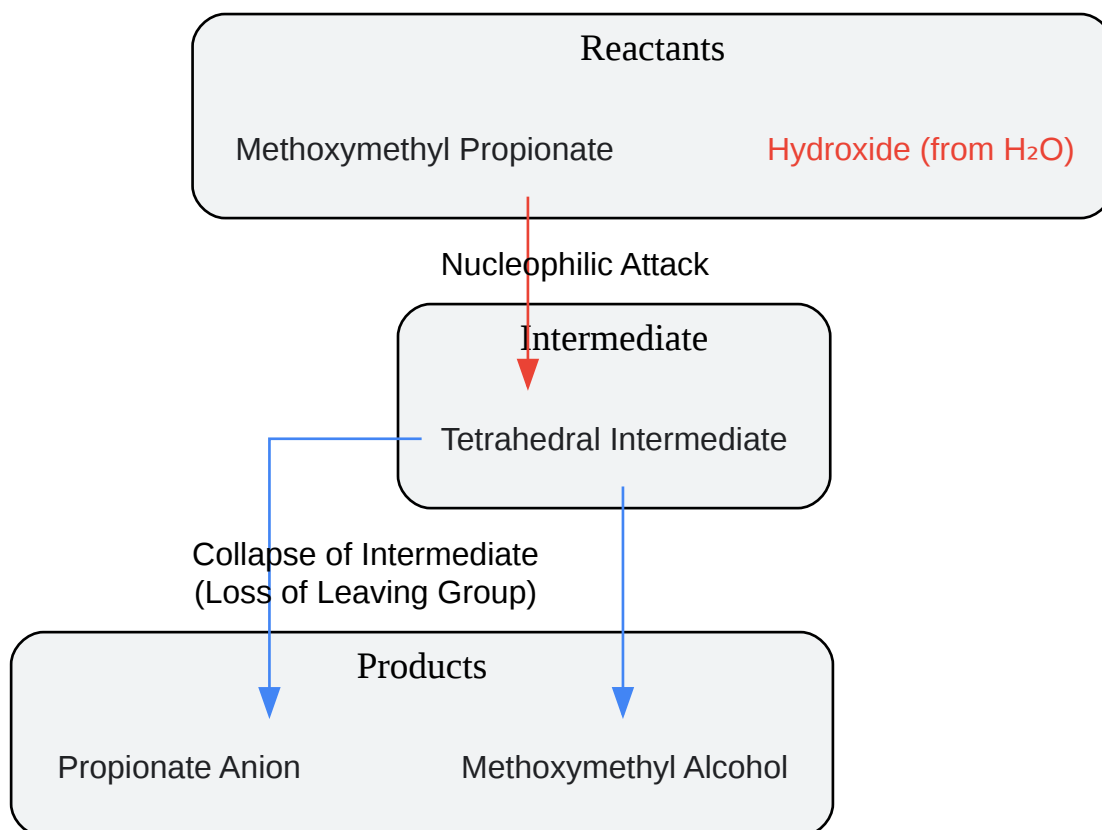 Reactants
Methoxymethyl Propionate
Hydroxide (from H₂O)
Nucleophilic Attack
Intermediate
Tetrahedral Intermediate
Collapse of Intermediate
(Loss of Leaving Group)
Products
Propionate Anion
Methoxymethyl Alcohol